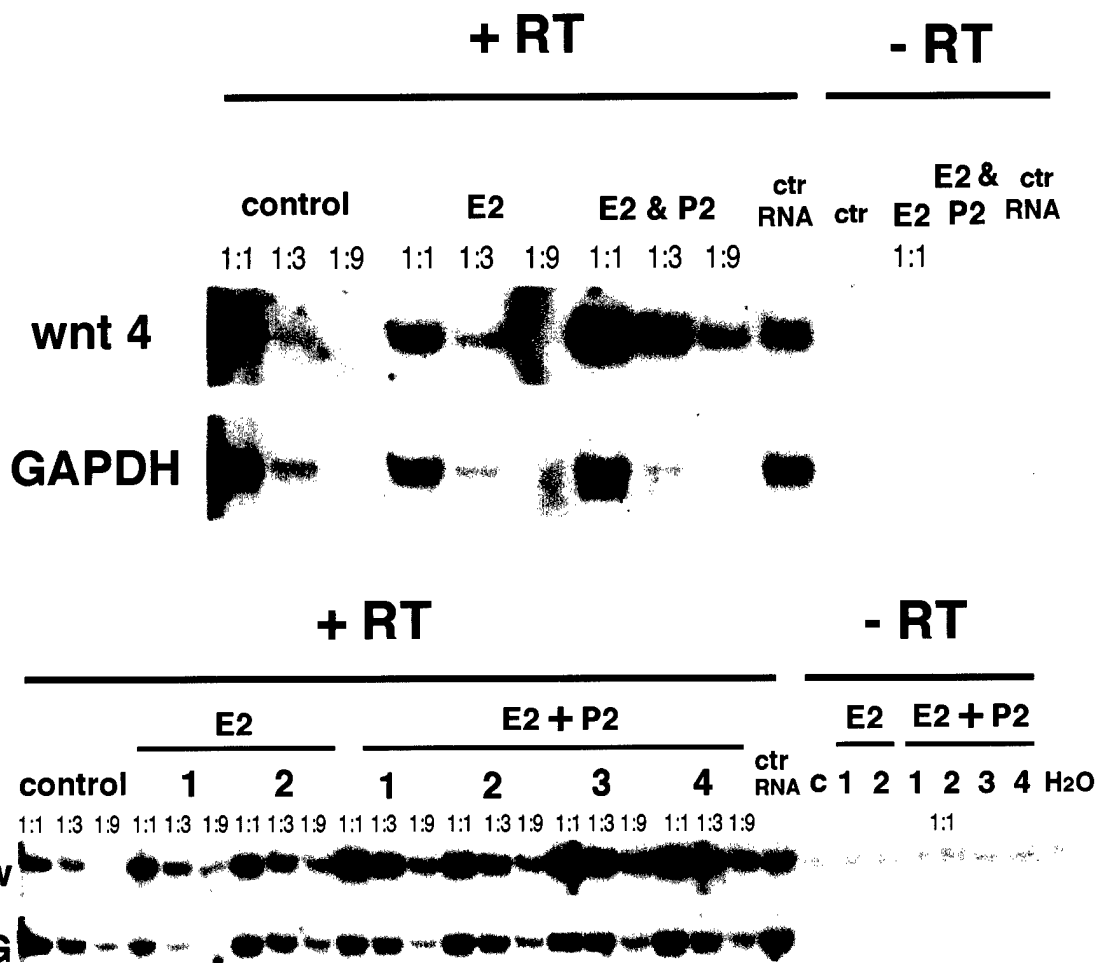 + RT - RT
control E2 E2 & P2 ctr RNA ctr E2 E2 & P2 ctr RNA
1:1 1:3 1:9 1:1 1:3 1:9 1:1 1:3 1:9 1:1
wnt 4
GAPDH
+ RT - RT
E2 E2 + P2 E2 E2 + P2
control 1 2 1 2 3 4 ctr RNA c 1 2 1 2 3 4 H2O
1:1 1:3 1:9 1:1 1:3 1:9 1:1 1:3 1:9 1:1 1:3 1:9 1:1 1:3 1:9 1:1 1:3 1:9 1:1 1:3 1:9 1:1
w
G